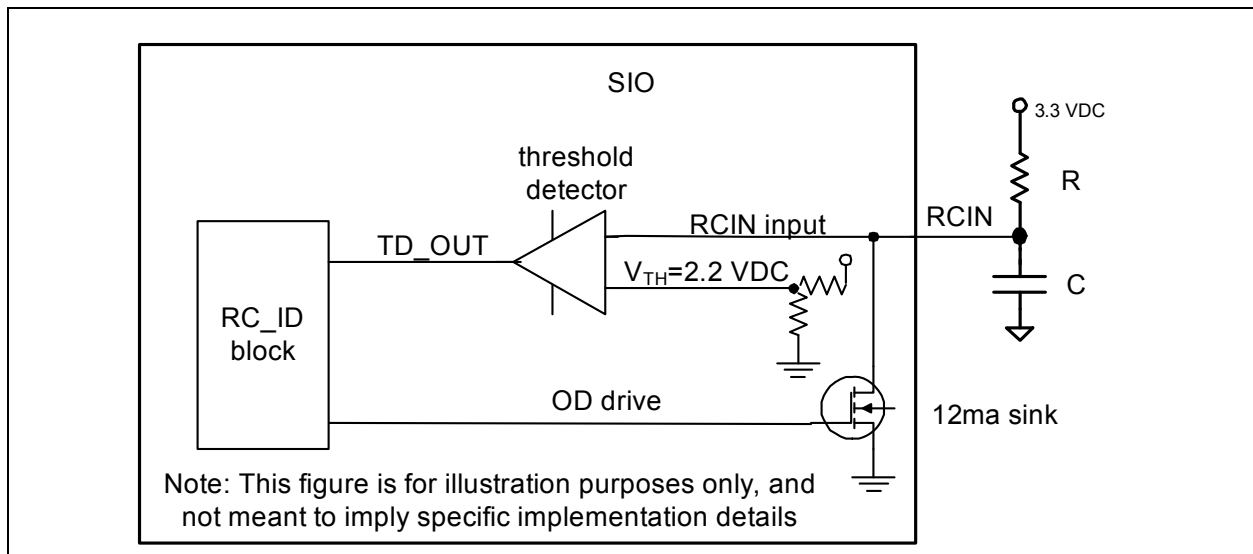 SIO
3.3 VDC
threshold
detector
R
RCIN
RCIN input
TD_OUT
V_TH=2.2 VDC
C
RC_ID
block
OD drive
12ma sink
Note: This figure is for illustration purposes only, and
not meant to imply specific implementation details